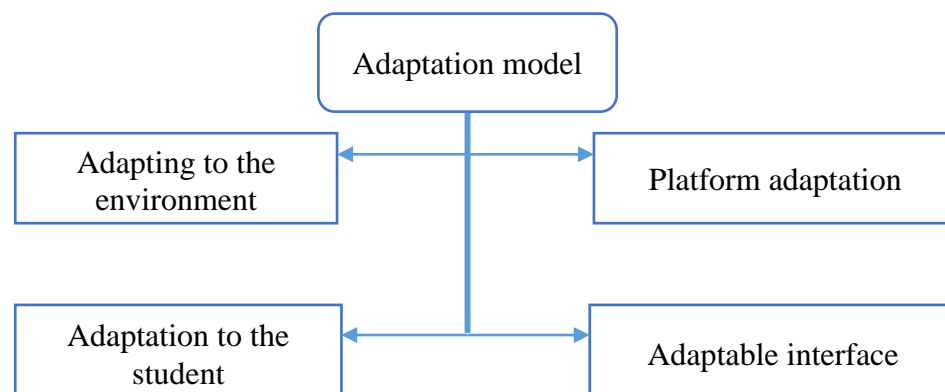 Adaptation model
Adapting to the
environment
Platform adaptation
Adaptation to the
student
Adaptable interface